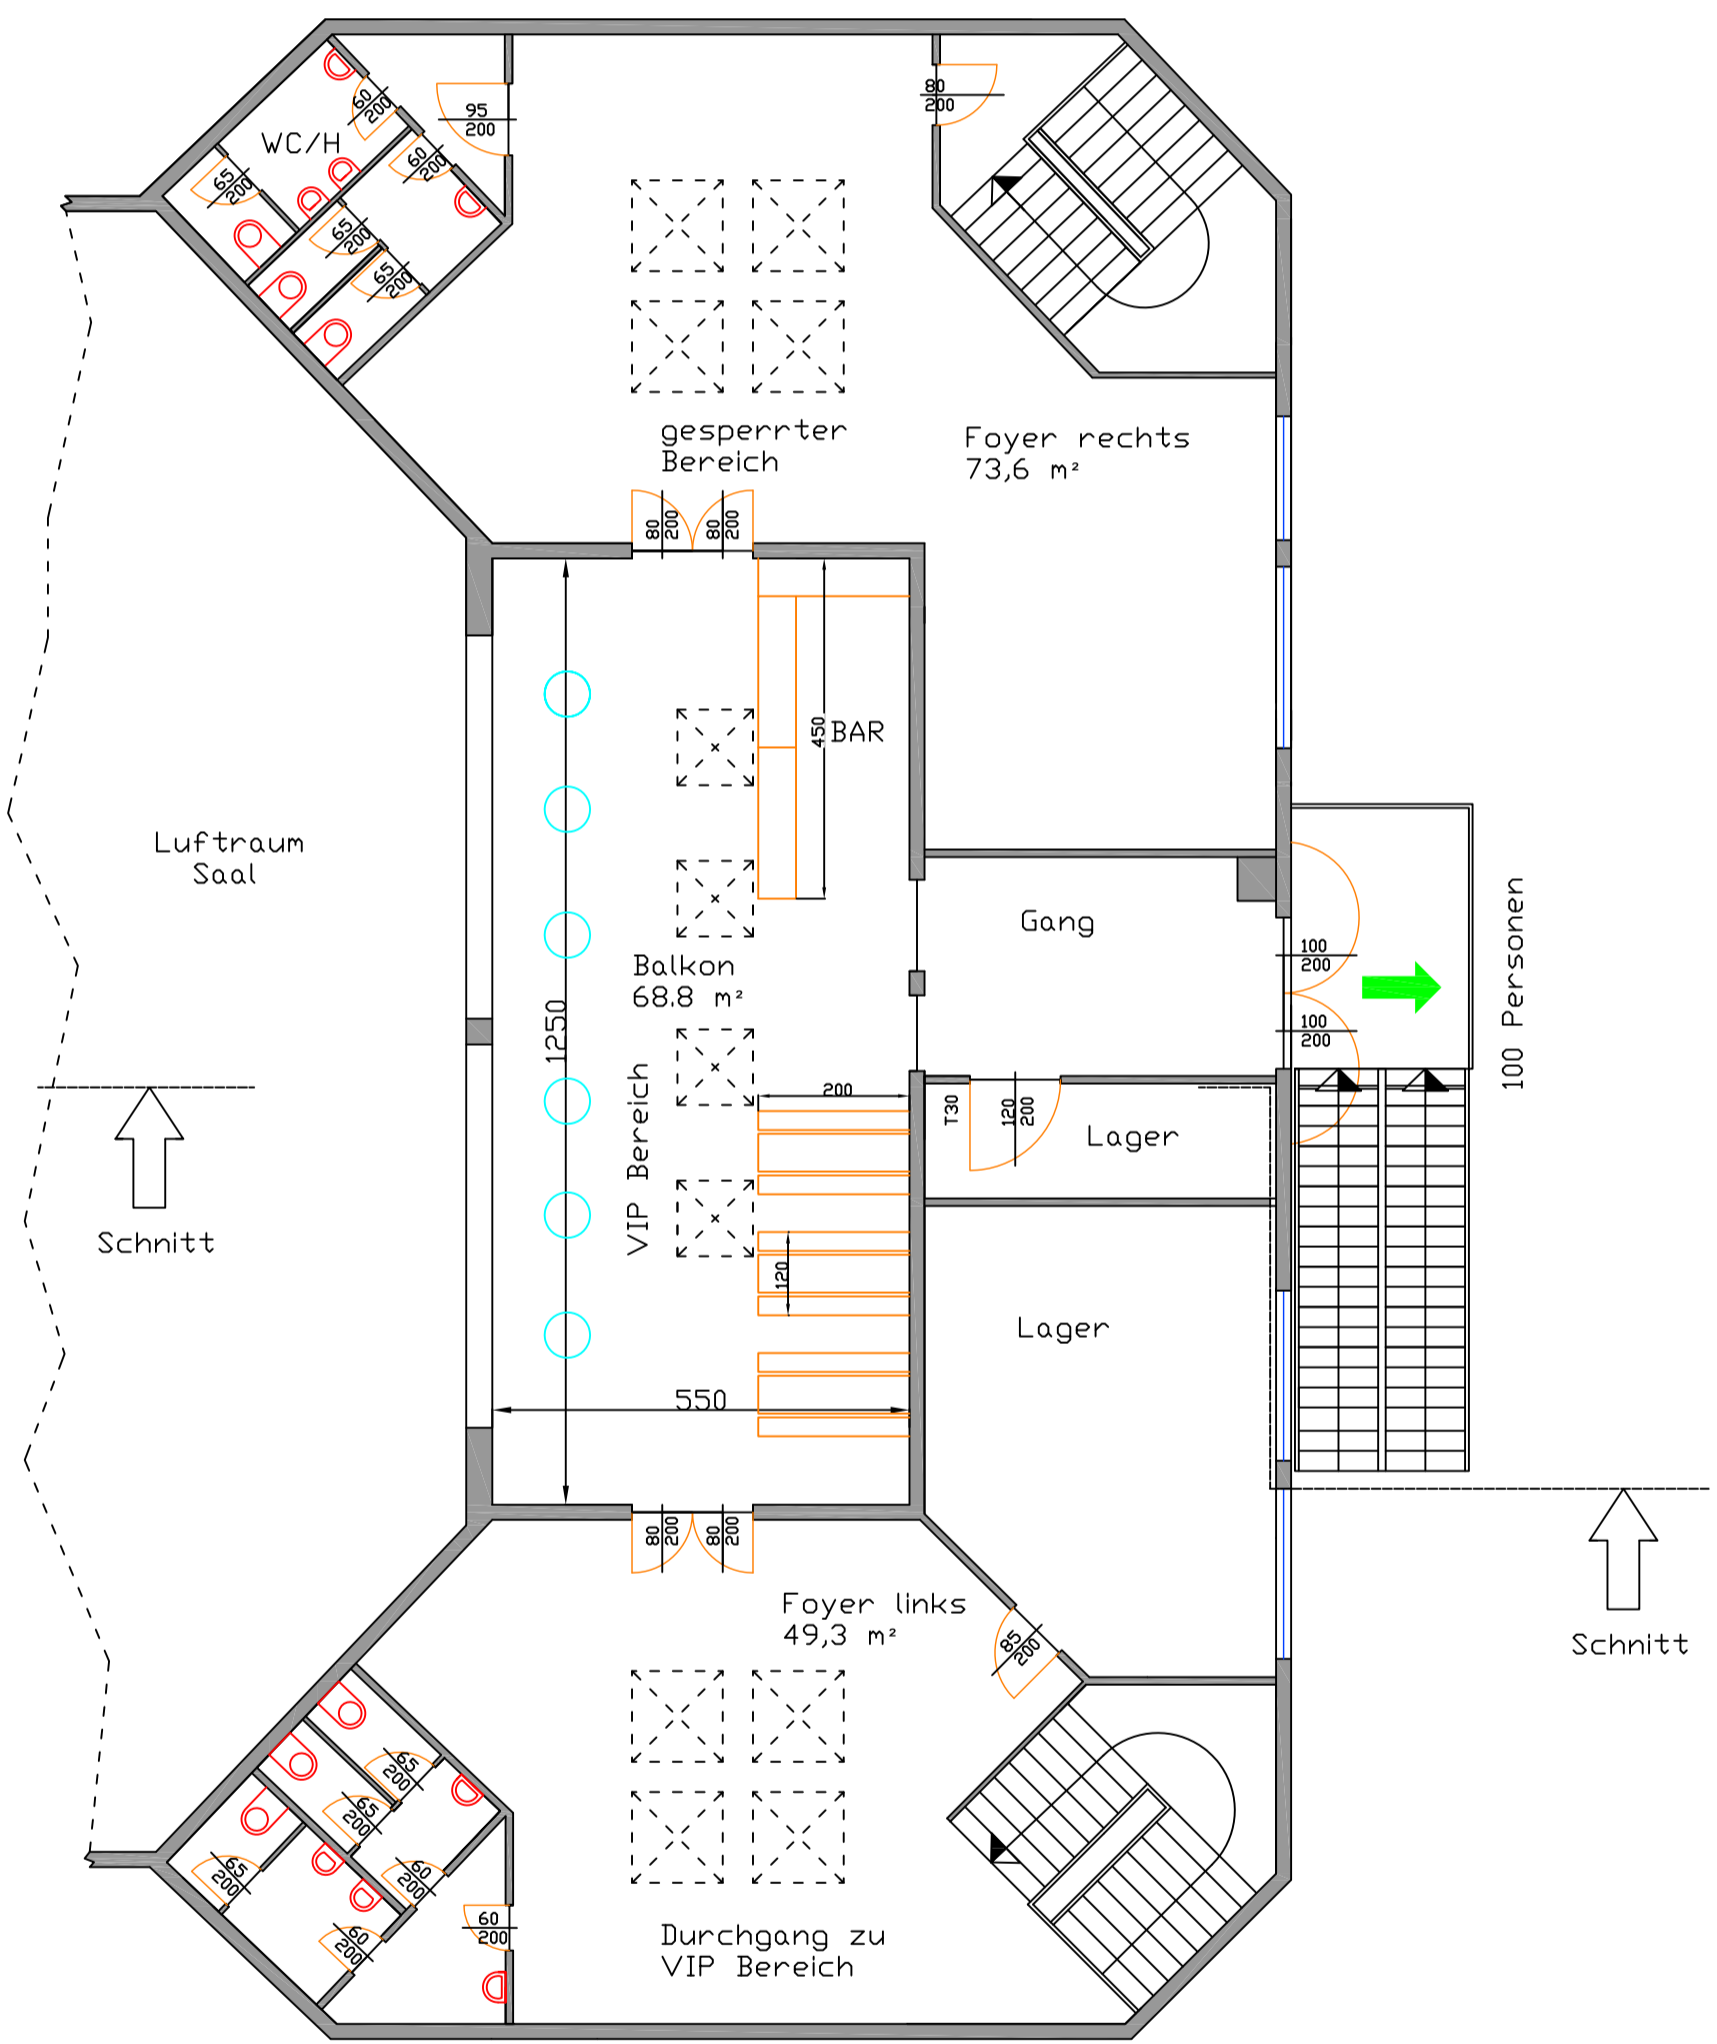 60
200
95
200
80
200
WC/H
60
200
65
200
65
200
65
200
gesperrter
Bereich
Foyer rechts
73,6 m²
80
200
80
200
450
BAR
Luftraum
Saal
Gang
100
200
100
200
100 Personen
Balkon
68.8 m²
1250
VIP Bereich
200
T30
120
200
Lager
Schnitt
120
Lager
550
80
200
80
200
Foyer links
49,3 m²
85
200
Schnitt
65
200
65
200
65
200
60
200
60
200
60
200
Durchgang zu
VIP Bereich